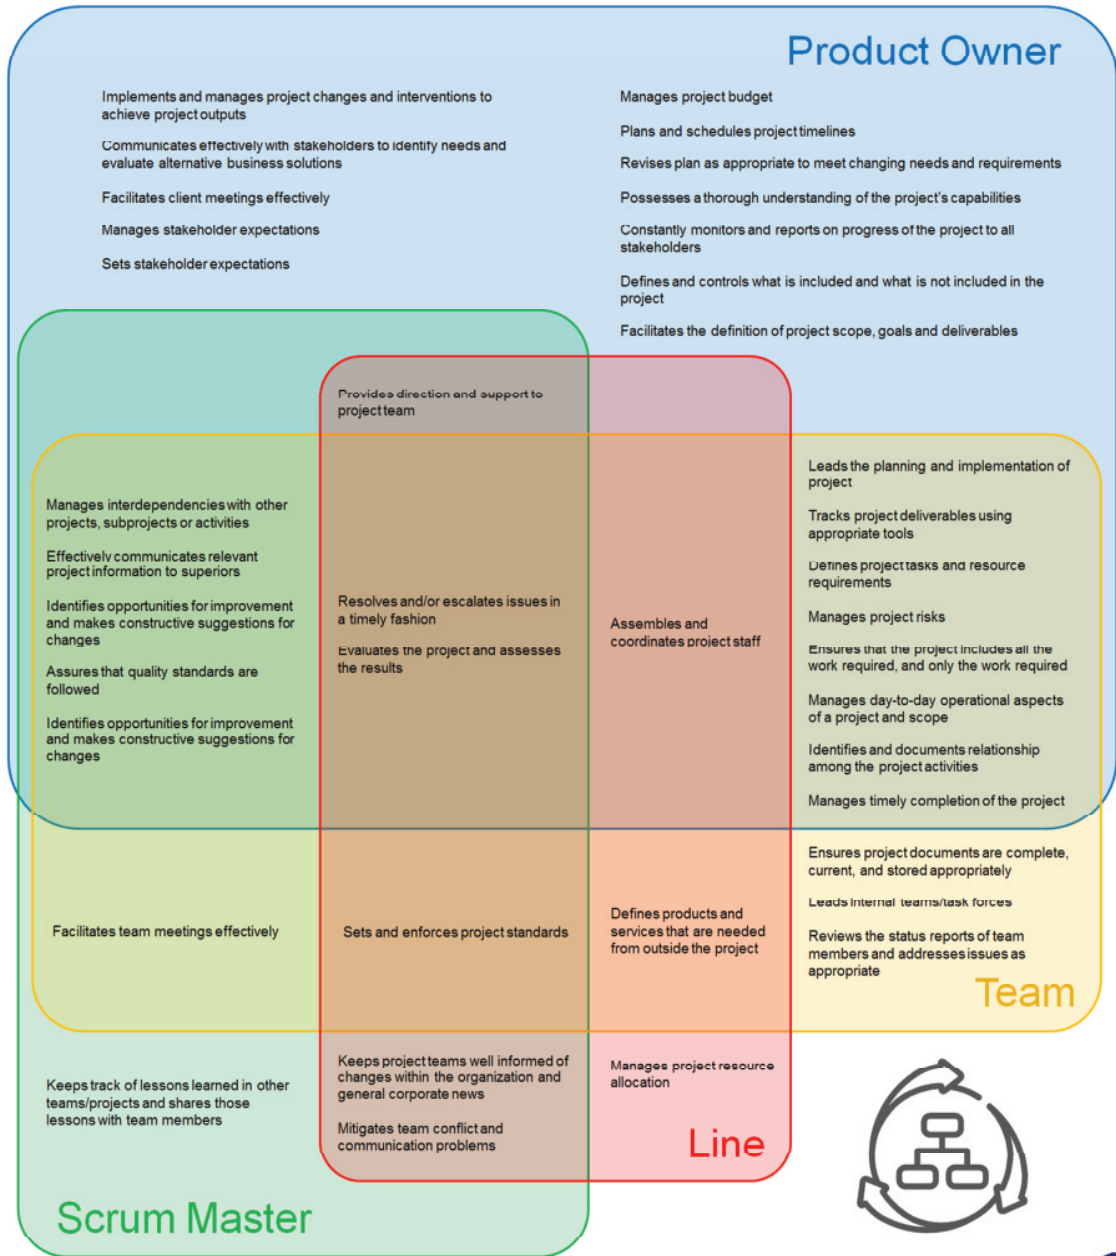 Product Owner
Implements and manages project changes and interventions to
achieve project outputs
Communicates effectively with stakeholders to identify needs and
evaluate alternative business solutions
Facilitates client meetings effectively
Manages stakeholder expectations
Sets stakeholder expectations
Manages project budget
Plans and schedules project timelines
Revises plan as appropriate to meet changing needs and requirements
Possesses a thorough understanding of the project's capabilities
Constantly monitors and reports on progress of the project to all
stakeholders
Defines and controls what is included and what is not included in the
project
Facilitates the definition of project scope, goals and deliverables
Provides direction and support to
project team
Manages interdependencies with other
projects, subprojects or activities
Effectively communicates relevant
project information to superiors
Identifies opportunities for improvement
and makes constructive suggestions for
changes
Assures that quality standards are
followed
Identifies opportunities for improvement
and makes constructive suggestions for
changes
Resolves and/or escalates issues in
a timely fashion
Evaluates the project and assesses
the results
Assembles and
coordinates project staff
Leads the planning and implementation of
project
Tracks project deliverables using
appropriate tools
Defines project tasks and resource
requirements
Manages project risks
Ensures that the project includes all the
work required, and only the work required
Manages day-to-day operational aspects
of a project and scope
Identifies and documents relationship
among the project activities
Manages timely completion of the project
Facilitates team meetings effectively
Sets and enforces project standards
Defines products and
services that are needed
from outside the project
Ensures project documents are complete,
current, and stored appropriately
Leads internal teams/task forces
Reviews the status reports of team
members and addresses issues as
appropriate
Team
Keeps track of lessons learned in other
teams/projects and shares those
lessons with team members
Keeps project teams well informed of
changes within the organization and
general corporate news
Mitigates team conflict and
communication problems
Manages project resource
allocation
Line
Scrum Master